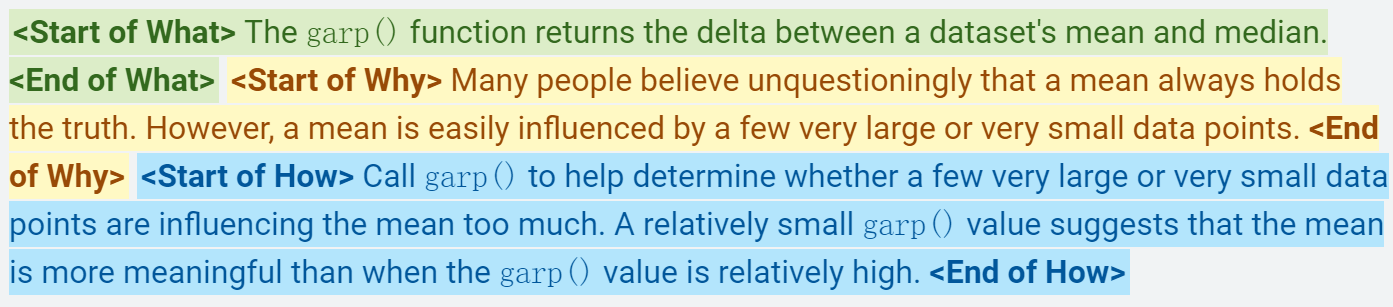 <Start of What> The garp() function returns the delta between a dataset's mean and median.
<End of What> <Start of Why> Many people believe unquestioningly that a mean always holds
the truth. However, a mean is easily influenced by a few very large or very small data points. <End
of Why> <Start of How> Call garp() to help determine whether a few very large or very small data
points are influencing the mean too much. A relatively small garp() value suggests that the mean
is more meaningful than when the garp() value is relatively high. <End of How>